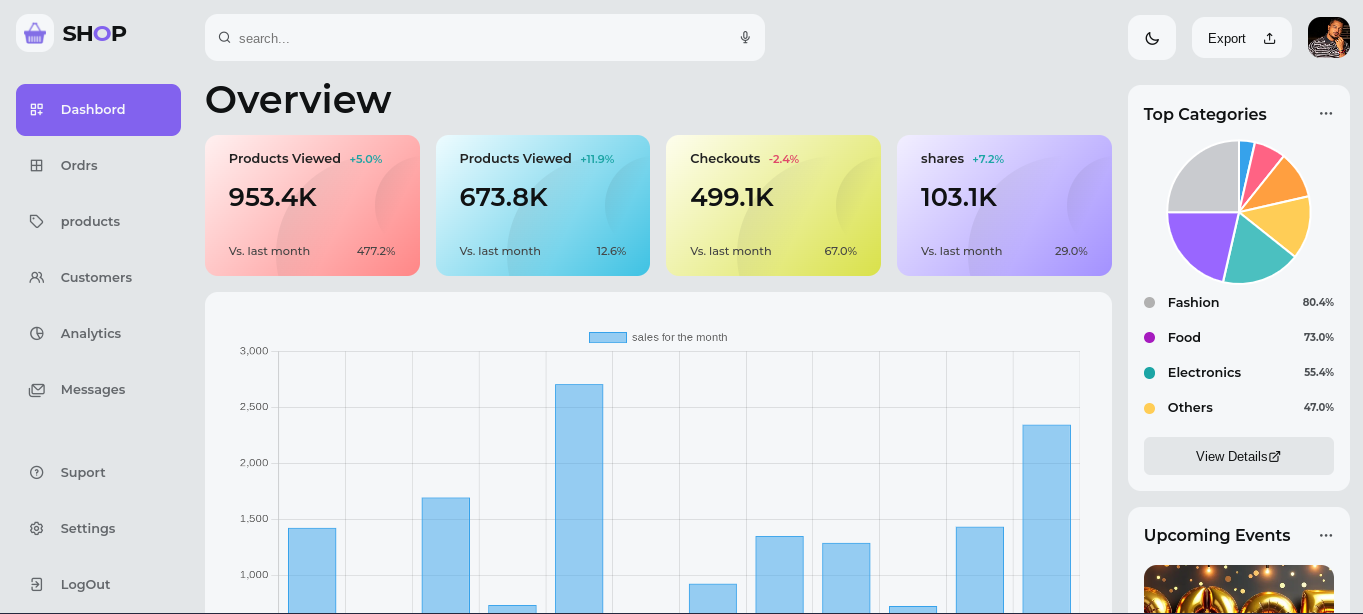 SHOP
search...
Export
Dashbord
Ordrs
products
Customers
Analytics
Messages
Suport
Settings
LogOut
Overview
Products Viewed +5.0%
953.4K
Vs. last month 477.2%
Products Viewed +11.9%
673.8K
Vs. last month 12.6%
Checkouts -2.4%
499.1K
Vs. last month 67.0%
shares +7.2%
103.1K
Vs. last month 29.0%
sales for the month
3,000
2,500
2,000
1,500
1,000
Top Categories
Fashion 80.4%
Food 73.0%
Electronics 55.4%
Others 47.0%
View Details
Upcoming Events